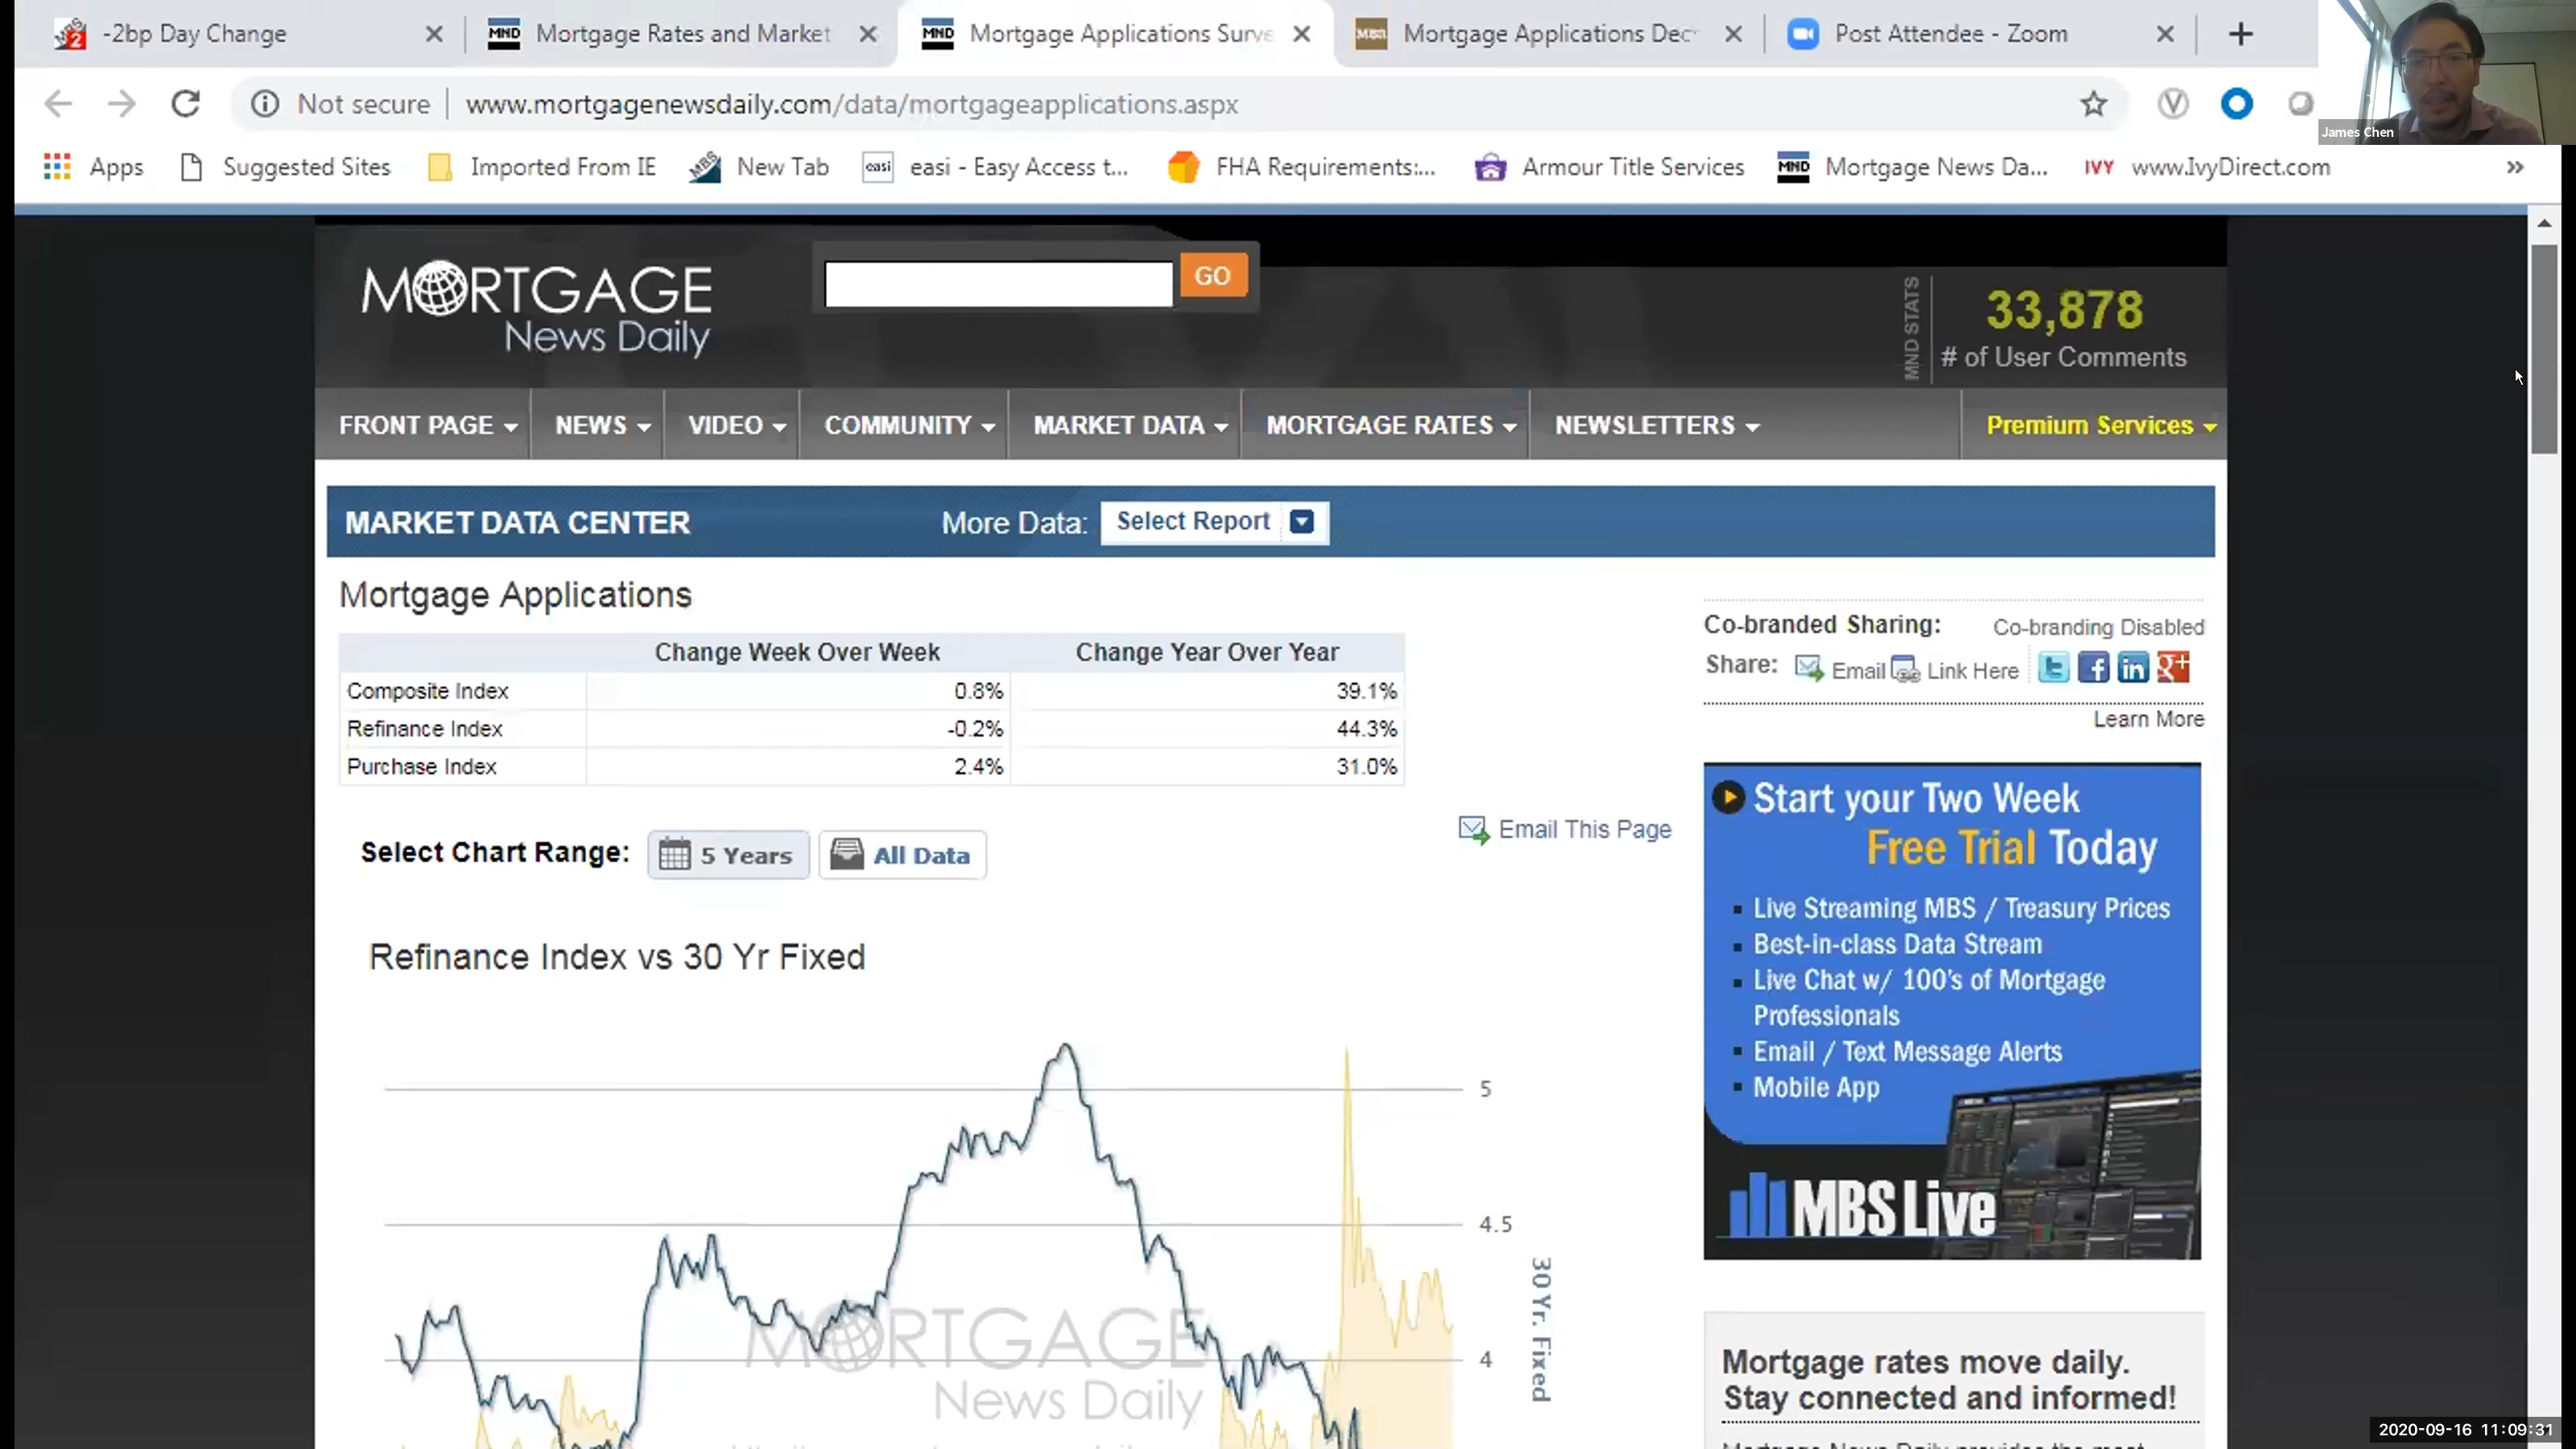 -2bp Day Change
Mortgage Rates and Market
Mortgage Applications Surve
Mortgage Applications Dec
Post Attendee - Zoom
Not secure
www.mortgagenewsdaily.com/data/mortgageapplications.aspx
James Chen
Apps
Suggested Sites
Imported From IE
New Tab
easi
easi - Easy Access t...
FHA Requirements:...
Armour Title Services
MND
Mortgage News Da...
IVY
www.IvyDirect.com
MORTGAGE
News Daily
GO
MND STATS
33,878
# of User Comments
FRONT PAGE
NEWS
VIDEO
COMMUNITY
MARKET DATA
MORTGAGE RATES
NEWSLETTERS
Premium Services
MARKET DATA CENTER
More Data:
Select Report
Mortgage Applications
Change Week Over Week
Change Year Over Year
Composite Index 0.8% 39.1%
Refinance Index -0.2% 44.3%
Purchase Index 2.4% 31.0%
Select Chart Range:
5 Years
All Data
Email This Page
Refinance Index vs 30 Yr Fixed
5
4.5
4
30 Yr. Fixed
MORTGAGE
News Daily
Co-branded Sharing:
Co-branding Disabled
Share:
Email
Link Here
Learn More
Start your Two Week
Free Trial Today
Live Streaming MBS / Treasury Prices
Best-in-class Data Stream
Live Chat w/ 100's of Mortgage
Professionals
Email / Text Message Alerts
Mobile App
MBS Live
Mortgage rates move daily.
Stay connected and informed!
2020-09-16 11:09:31